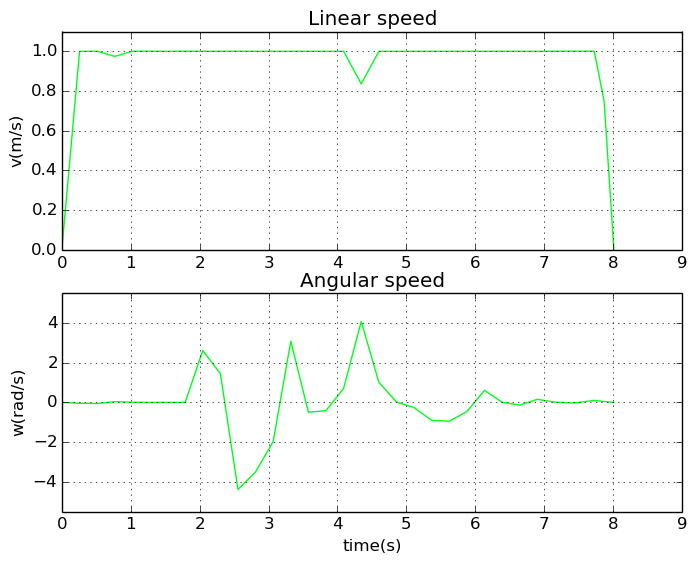 Linear speed
1.0
0.8
0.6
0.4
0.2
0.0
v(m/s)
0 1 2 3 4 5 6 7 8 9
Angular speed
4
2
0
−2
−4
w(rad/s)
0 1 2 3 4 5 6 7 8 9
time(s)